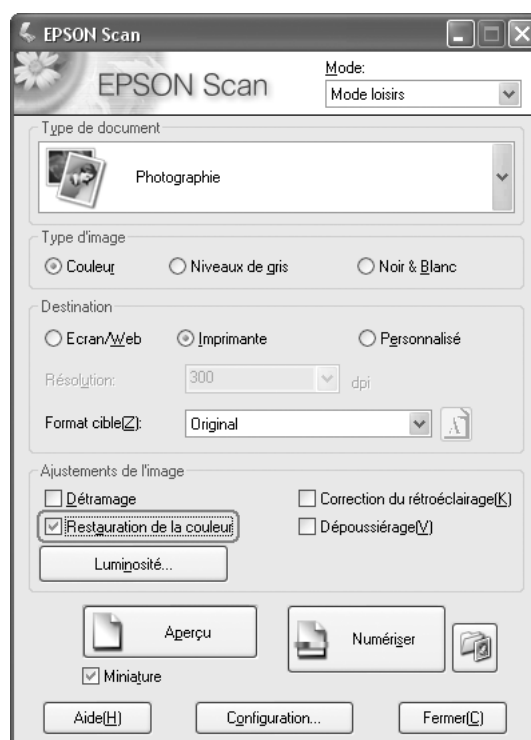 EPSON Scan
EPSON Scan
Mode:
Mode loisirs
Type de document
Photographie
Type d'image
Couleur Niveaux de gris Noir & Blanc
Destination
Ecran/Web Imprimante Personnalisé
Résolution: 300 dpi
Format cible(Z): Original
Ajustements de l'image
Détramage Correction du rétroéclairage(K)
Restauration de la couleur Dépoussiérage(V)
Luminosité...
Aperçu Numériser
Miniature
Aide(H) Configuration... Fermer(C)